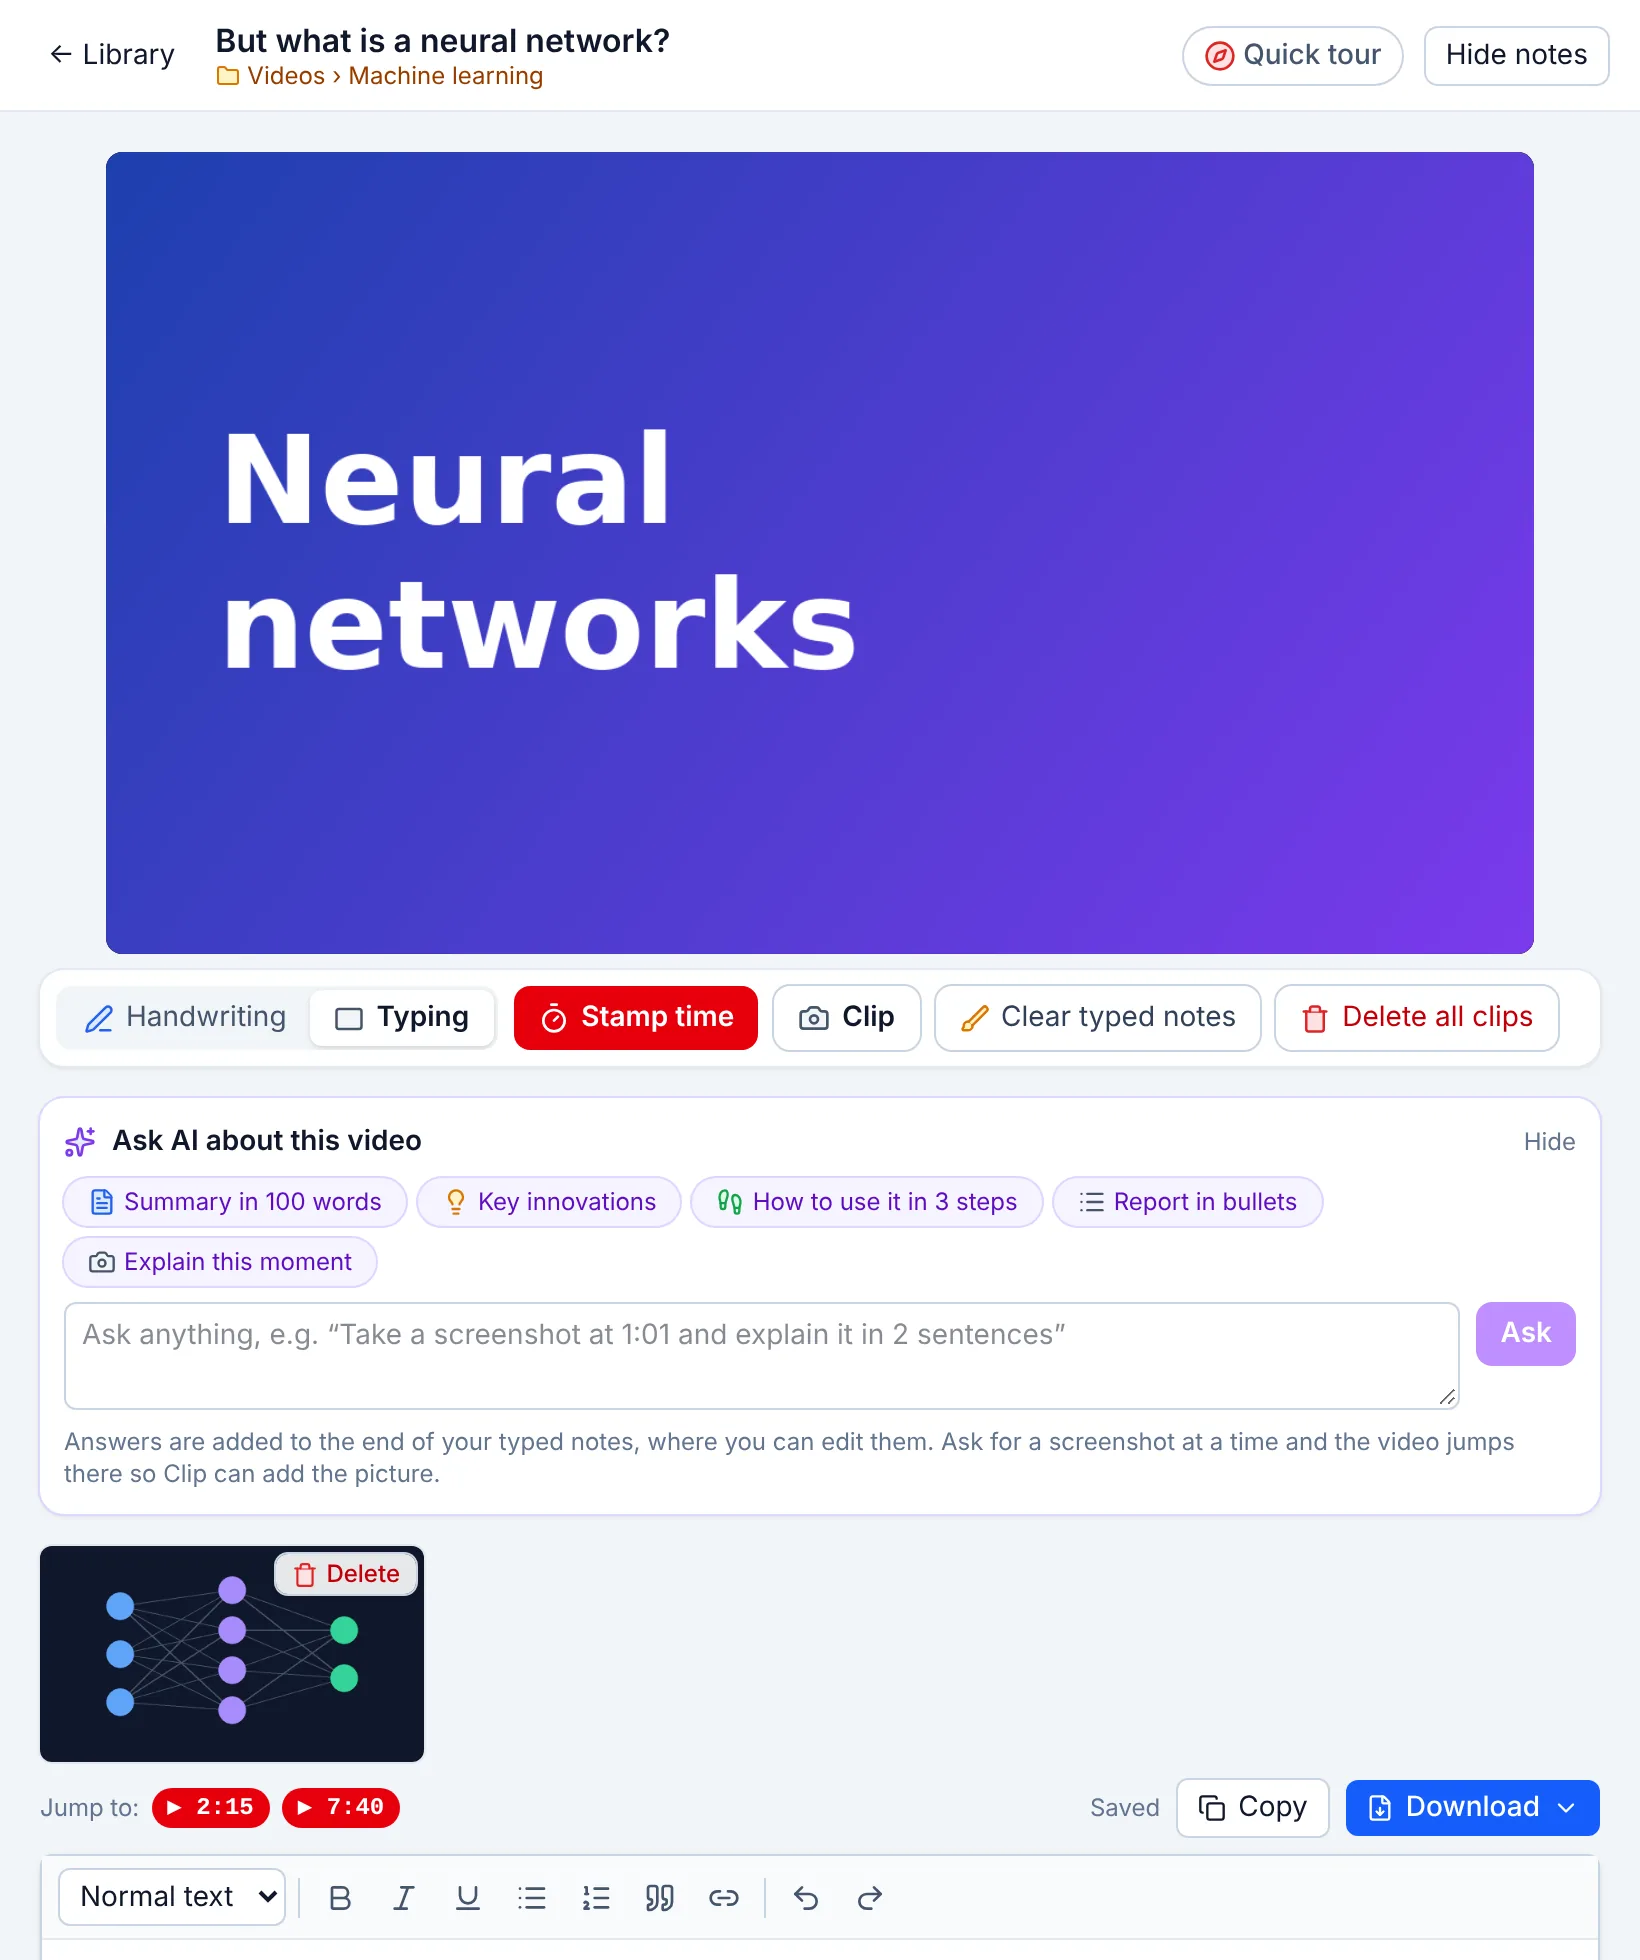 ← Library
But what is a neural network?
Videos › Machine learning
Quick tour
Hide notes
Neural
networks
Handwriting
Typing
Stamp time
Clip
Clear typed notes
Delete all clips
Ask AI about this video
Hide
Summary in 100 words
Key innovations
How to use it in 3 steps
Report in bullets
Explain this moment
Ask anything, e.g. “Take a screenshot at 1:01 and explain it in 2 sentences”
Ask
Answers are added to the end of your typed notes, where you can edit them. Ask for a screenshot at a time and the video jumps
there so Clip can add the picture.
Delete
Jump to: ▶ 2:15 ▶ 7:40
Saved
Copy
Download
Normal text